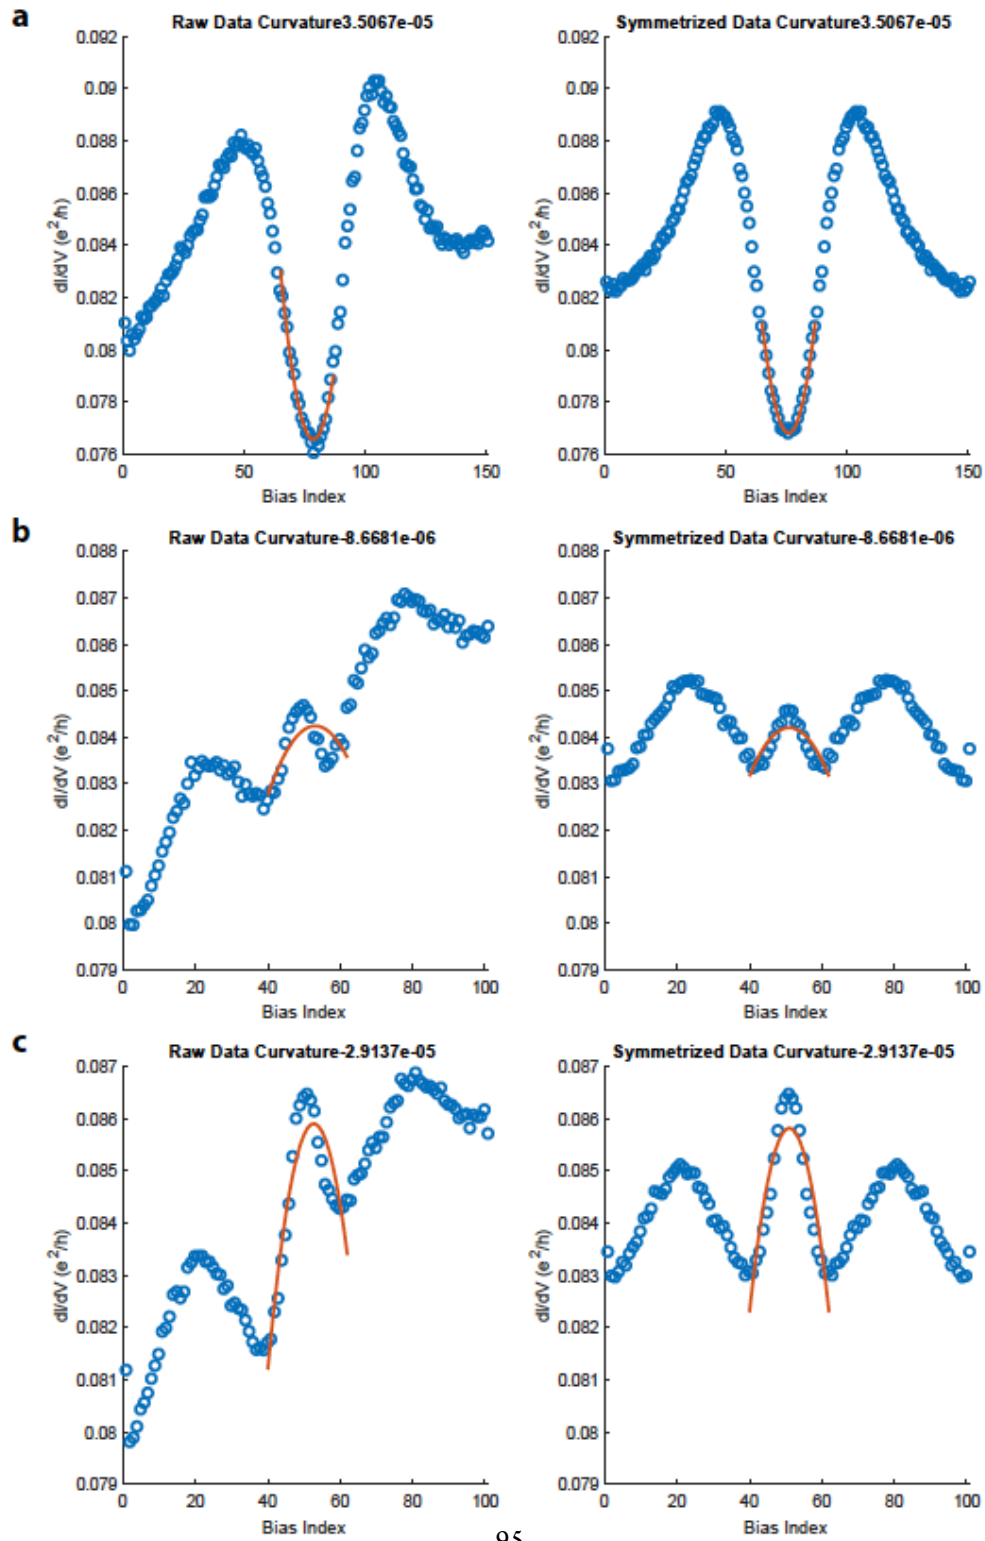 a
Raw Data Curvature3.5067e-05
Symmetrized Data Curvature3.5067e-05
0.092
0.09
0.088
0.086
0.084
0.082
0.08
0.078
0.076
dI/dV (e²/h)
0 50 100 150
Bias Index
0.092
0.09
0.088
0.086
0.084
0.082
0.08
0.078
0.076
dI/dV (e²/h)
0 50 100 150
Bias Index
b
Raw Data Curvature-8.6681e-06
Symmetrized Data Curvature-8.6681e-06
0.088
0.087
0.086
0.085
0.084
0.083
0.082
0.081
0.08
0.079
dI/dV (e²/h)
0 20 40 60 80 100
Bias Index
0.088
0.087
0.086
0.085
0.084
0.083
0.082
0.081
0.08
0.079
dI/dV (e²/h)
0 20 40 60 80 100
Bias Index
c
Raw Data Curvature-2.9137e-05
Symmetrized Data Curvature-2.9137e-05
0.087
0.086
0.085
0.084
0.083
0.082
0.081
0.08
0.079
dI/dV (e²/h)
0 20 40 60 80 100
Bias Index
0.087
0.086
0.085
0.084
0.083
0.082
0.081
0.08
0.079
dI/dV (e²/h)
0 20 40 60 80 100
Bias Index
95